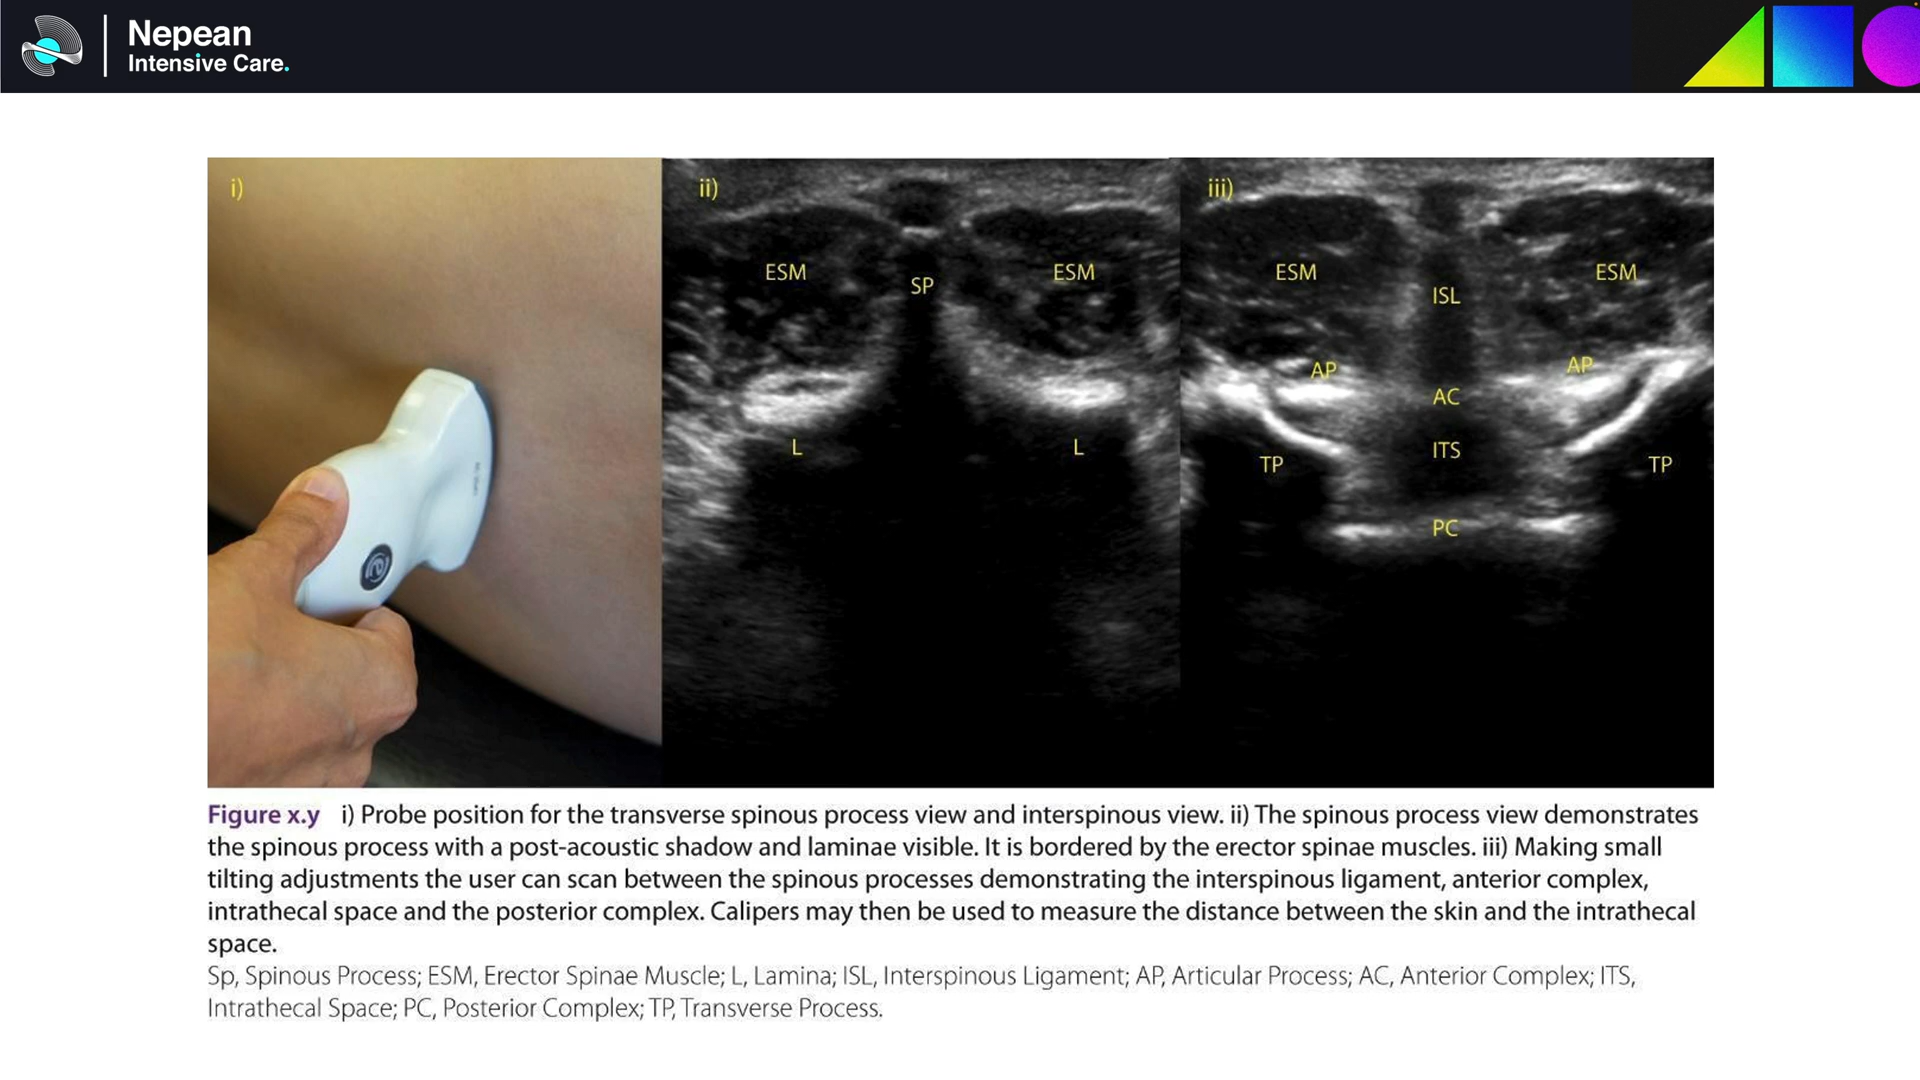 Nepean
Intensive Care.
i)
ii)
iii)
ESM
SP
ESM
L
L
ESM
ISL
ESM
AP
AP
AC
ITS
TP
TP
PC
Figure x.y i) Probe position for the transverse spinous process view and interspinous view. ii) The spinous process view demonstrates
the spinous process with a post-acoustic shadow and laminae visible. It is bordered by the erector spinae muscles. iii) Making small
tilting adjustments the user can scan between the spinous processes demonstrating the interspinous ligament, anterior complex,
intrathecal space and the posterior complex. Calipers may then be used to measure the distance between the skin and the intrathecal
space.
Sp, Spinous Process; ESM, Erector Spinae Muscle; L, Lamina; ISL, Interspinous Ligament; AP, Articular Process; AC, Anterior Complex; ITS,
Intrathecal Space; PC, Posterior Complex; TP, Transverse Process.